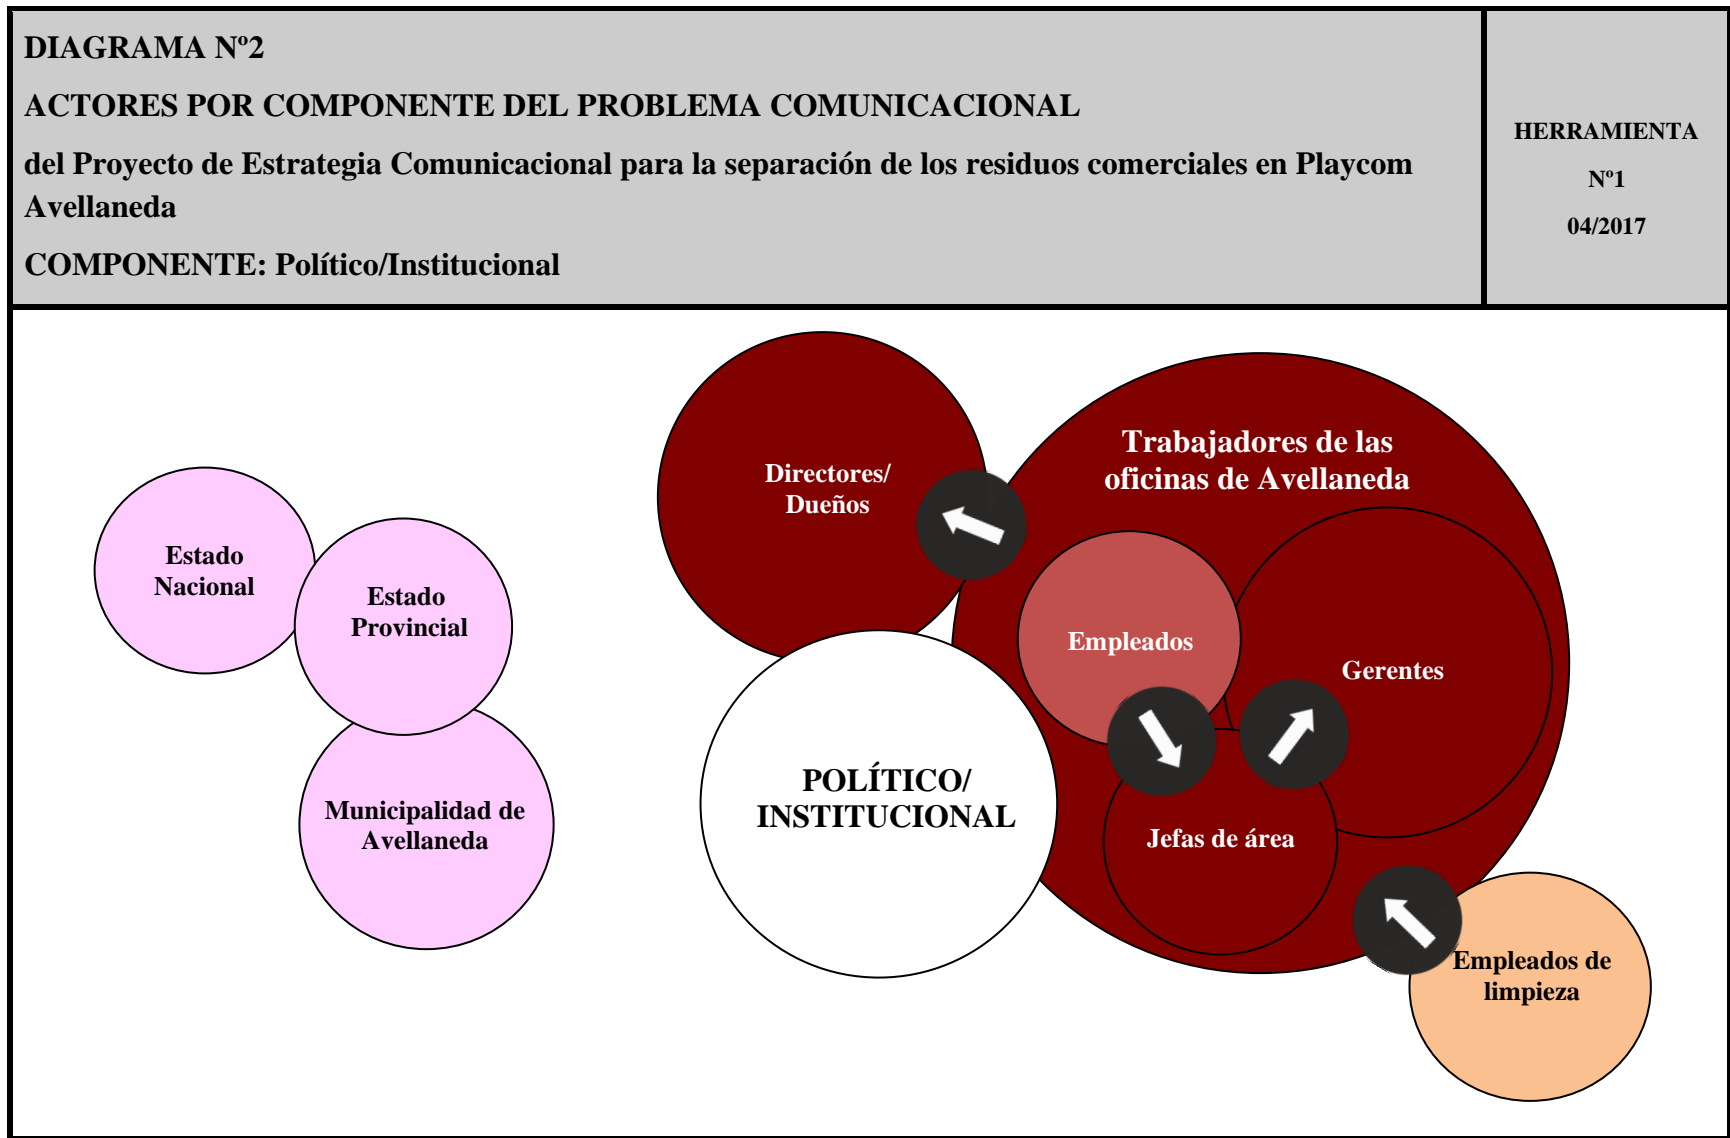 DIAGRAMA Nº2
ACTORES POR COMPONENTE DEL PROBLEMA COMUNICACIONAL
del Proyecto de Estrategia Comunicacional para la separación de los residuos comerciales en Playcom
Avellaneda
COMPONENTE: Político/Institucional
HERRAMIENTA
Nº1
04/2017
Estado
Nacional
Estado
Provincial
Municipalidad de
Avellaneda
Directores/
Dueños
POLÍTICO/
INSTITUCIONAL
Trabajadores de las
oficinas de Avellaneda
Empleados
Gerentes
Jefas de área
Empleados de
limpieza